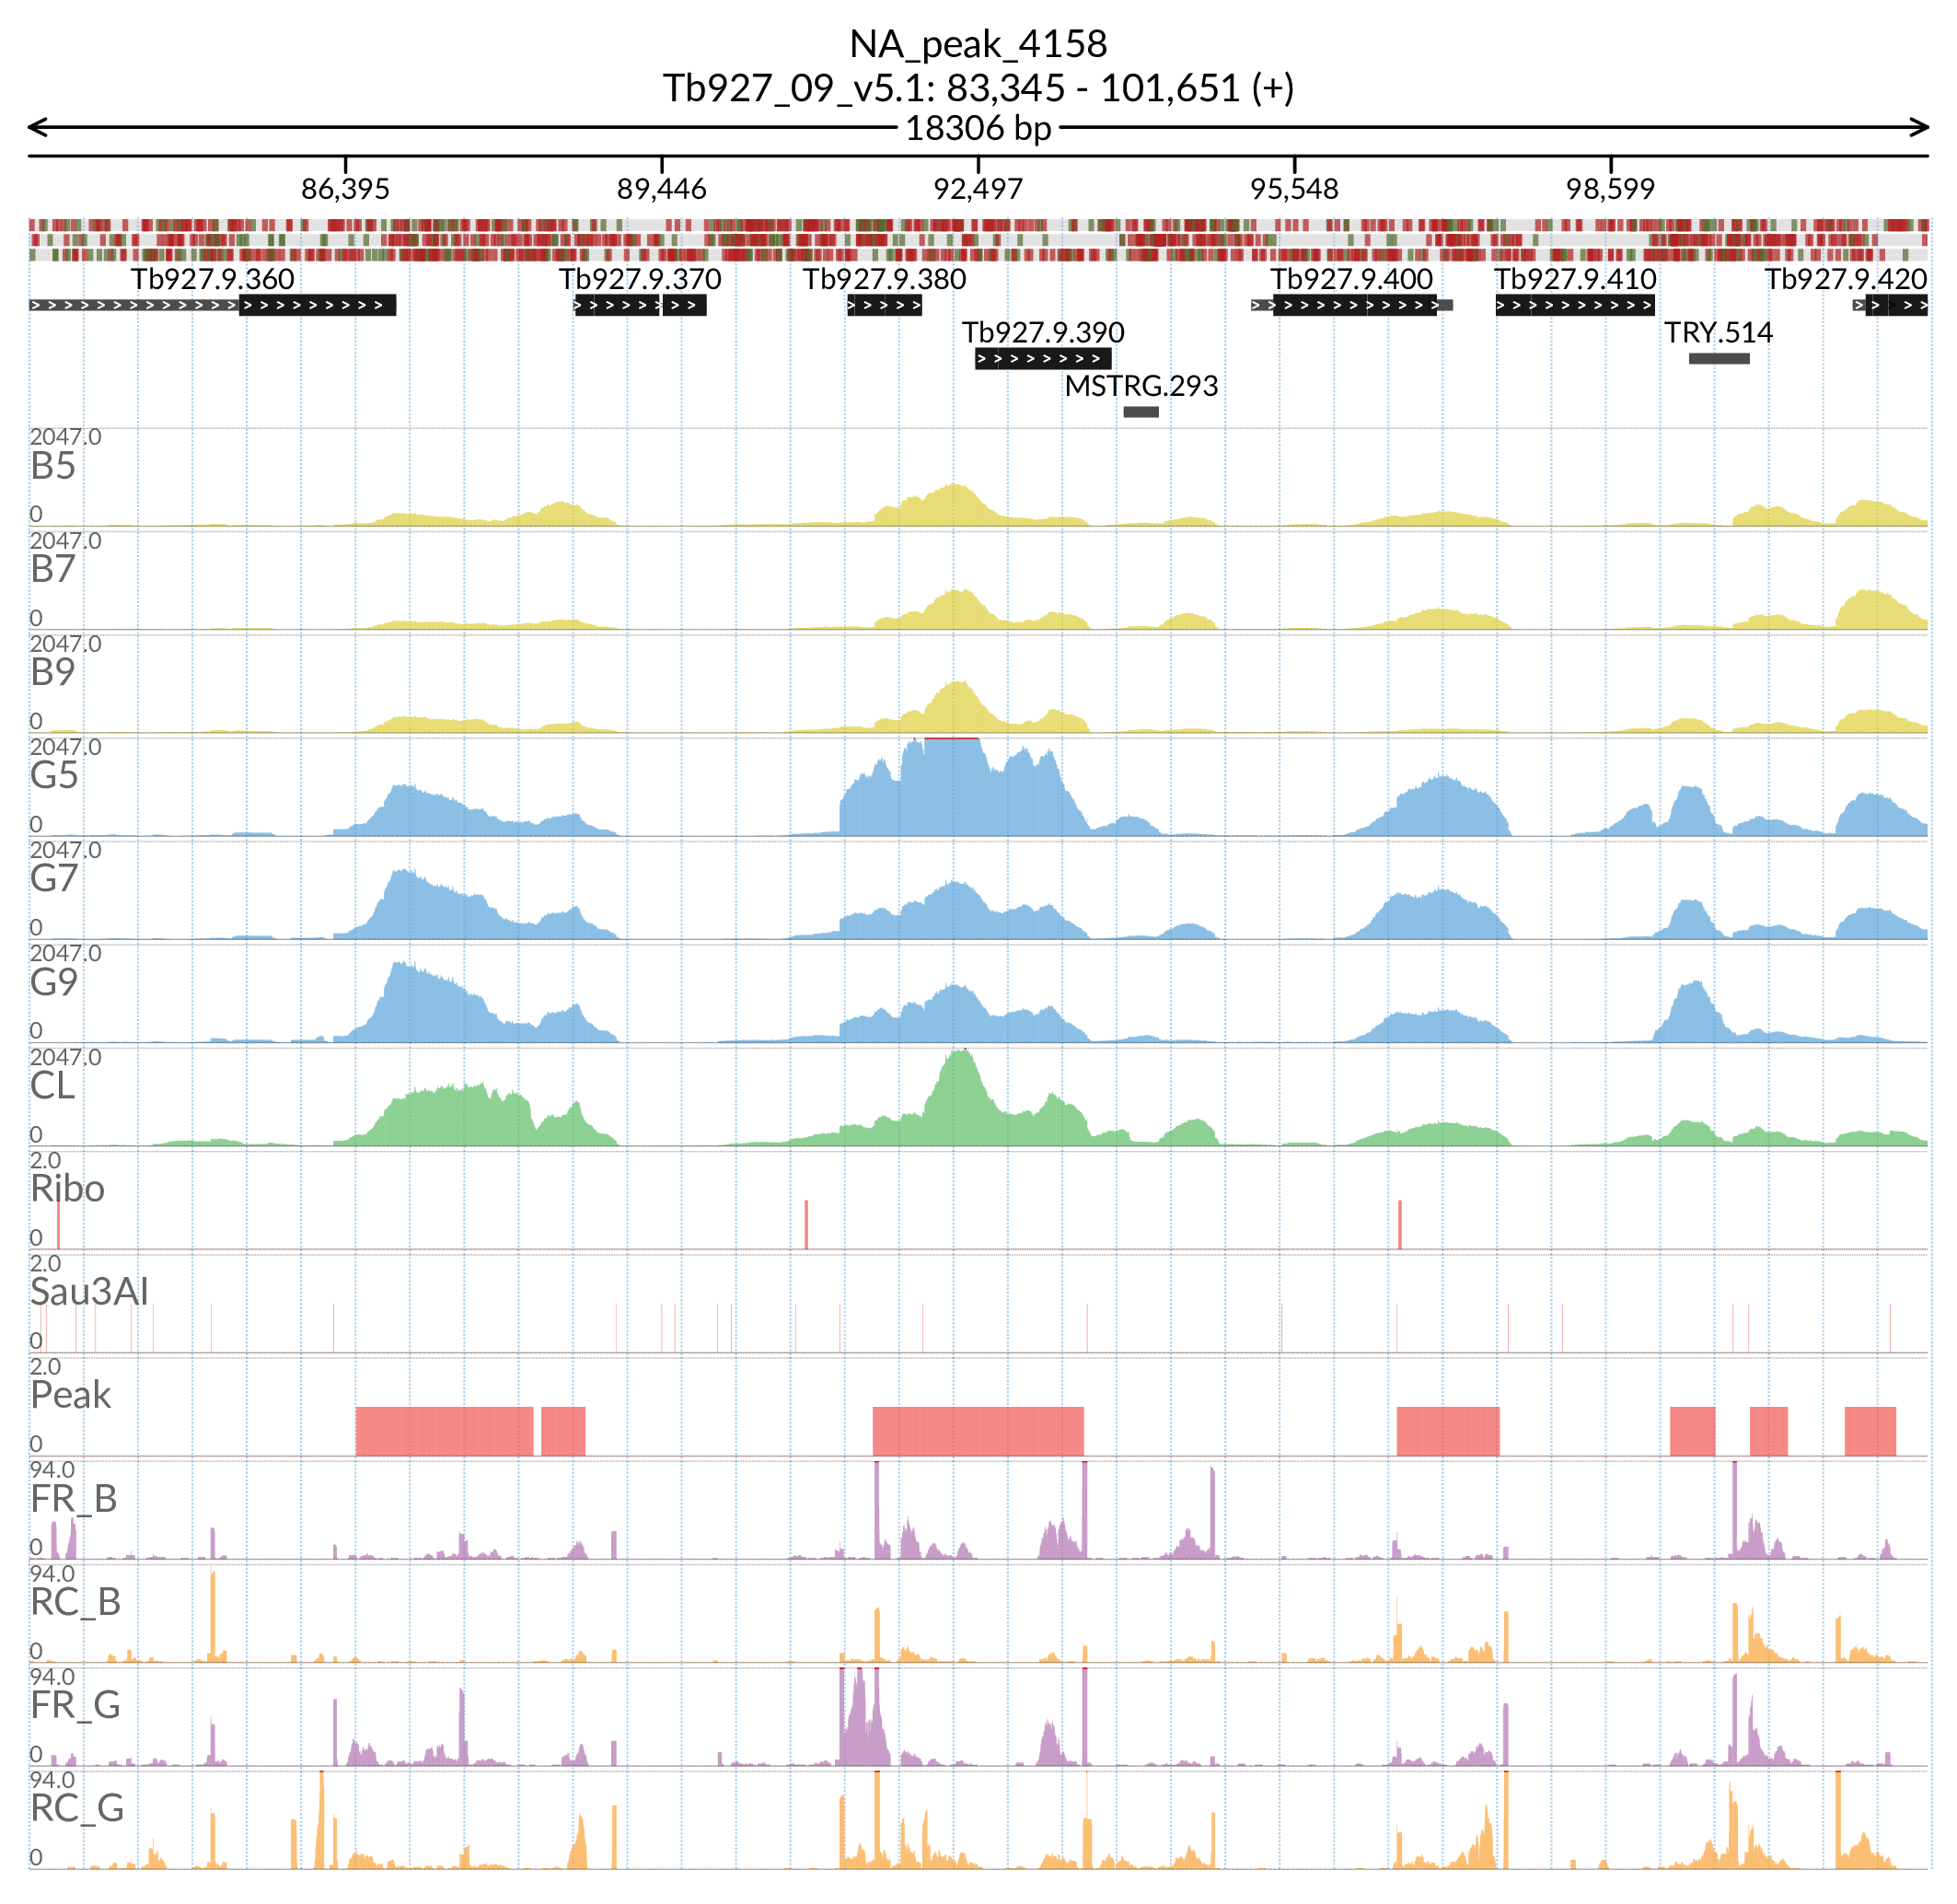 NA_peak_4158
Tb927_09_v5.1: 83,345 - 101,651 (+)
18306 bp
86,395 89,446 92,497 95,548 98,599
Tb927.9.360 Tb927.9.370 Tb927.9.380 Tb927.9.400 Tb927.9.410 Tb927.9.420
Tb927.9.390 TRY.514
MSTRG.293
2047.0
B5
0
2047.0
B7
0
2047.0
B9
0
2047.0
G5
0
2047.0
G7
0
2047.0
G9
0
2047.0
CL
0
2.0
Ribo
0
2.0
Sau3AI
0
2.0
Peak
0
94.0
FR_B
0
94.0
RC_B
0
94.0
FR_G
0
94.0
RC_G
0